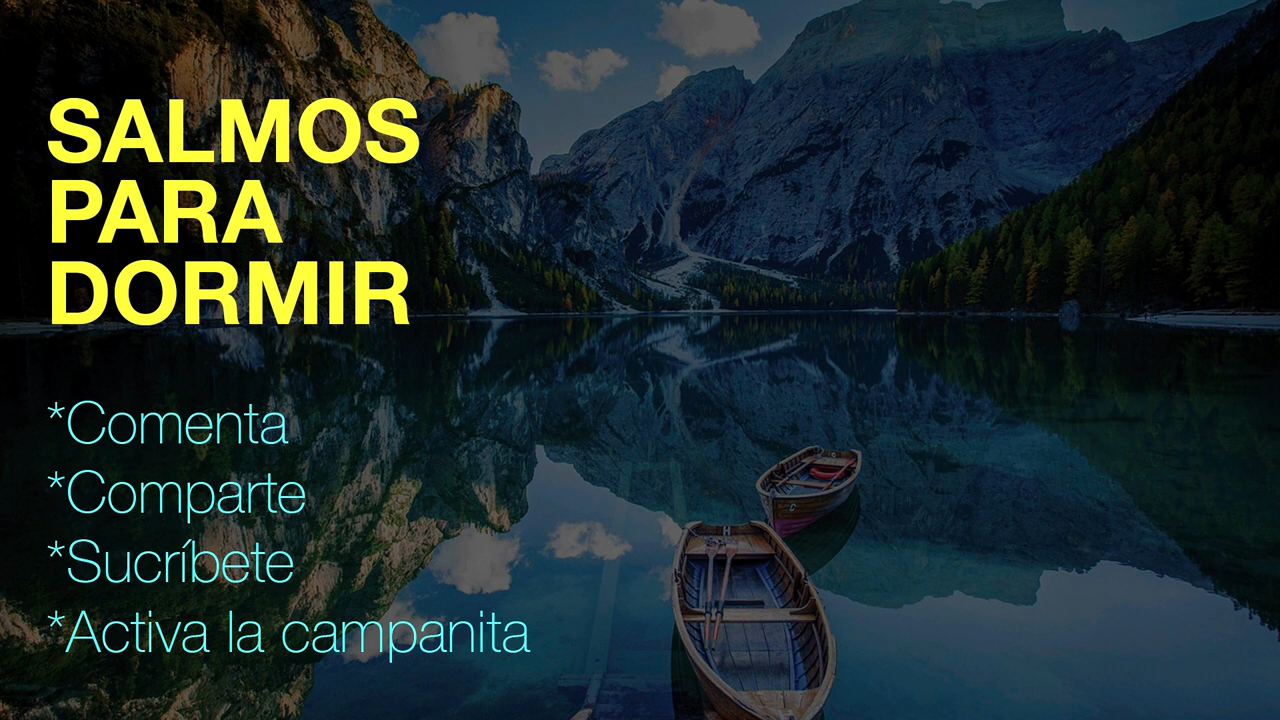 SALMOS
PARA
DORMIR
*Comenta
*Comparte
*Sucríbete
*Activa la campanita